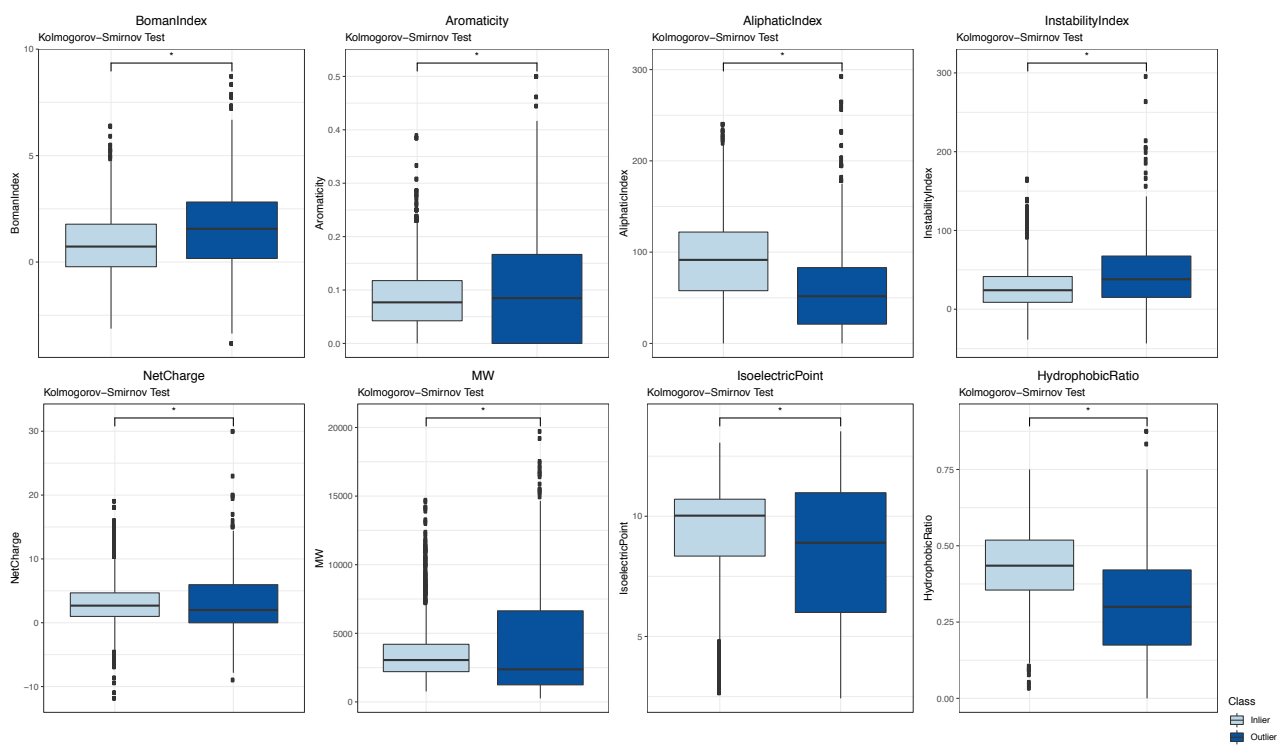 BomanIndex
Kolmogorov−Smirnov Test
*
10
5
0
BomanIndex
Aromaticity
Kolmogorov−Smirnov Test
*
0.5
0.4
0.3
0.2
0.1
0.0
Aromaticity
AliphaticIndex
Kolmogorov−Smirnov Test
*
300
200
100
0
AliphaticIndex
InstabilityIndex
Kolmogorov−Smirnov Test
*
300
200
100
0
InstabilityIndex
NetCharge
Kolmogorov−Smirnov Test
*
30
20
10
0
−10
NetCharge
MW
Kolmogorov−Smirnov Test
*
20000
15000
10000
5000
0
MW
IsoelectricPoint
Kolmogorov−Smirnov Test
*
10
5
IsoelectricPoint
HydrophobicRatio
Kolmogorov−Smirnov Test
*
0.75
0.50
0.25
0.00
HydrophobicRatio
Class
Inlier
Outlier